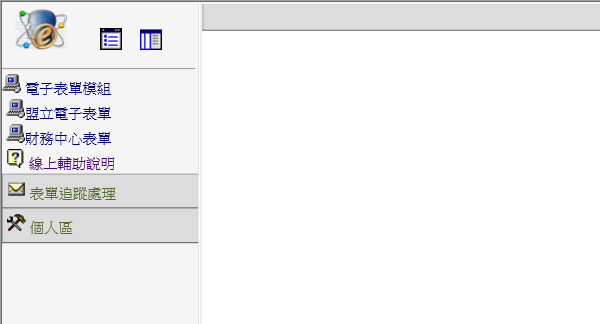 電子表單模組
盟立電子表單
財務中心表單
線上輔助說明
表單追蹤處理
個人區